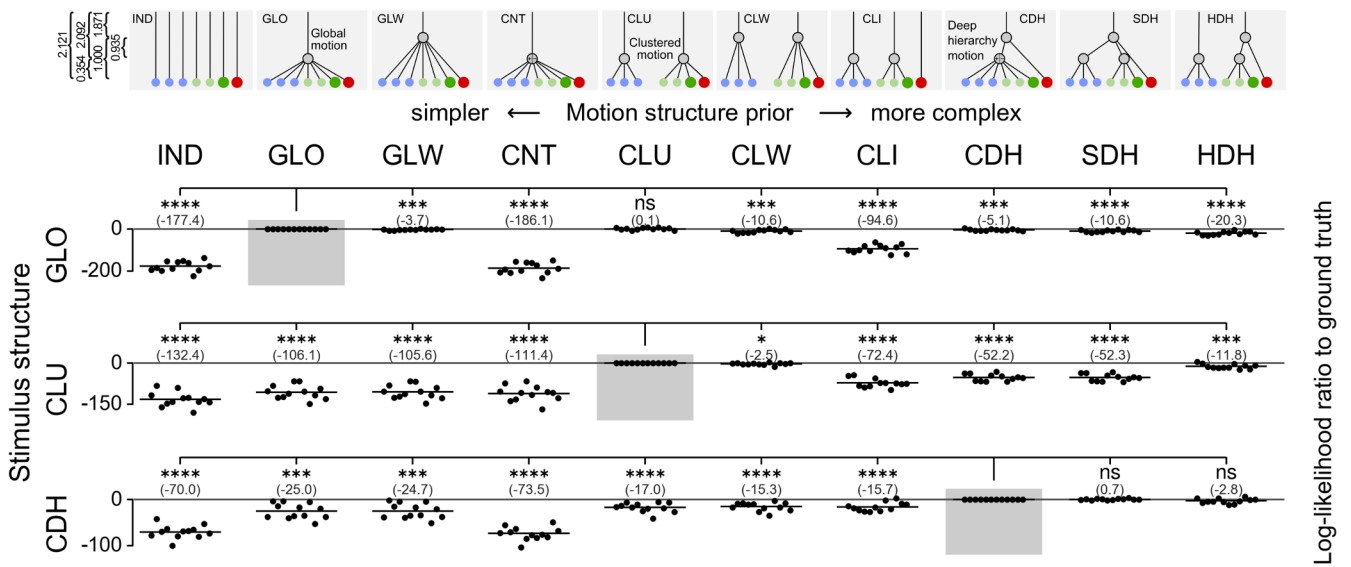 2.121
0.354 2.092
1.000 1.871
0.935
IND
GLO
Global motion
GLW
CNT
CLU
Clustered motion
CLW
CLI
Deep hierarchy motion
CDH
SDH
HDH
simpler ← Motion structure prior → more complex
IND GLO GLW CNT CLU CLW CLI CDH SDH HDH
Stimulus structure
GLO
**** *** **** ns *** **** *** **** ****
(-177.4) (-3.7) (-186.1) (0.1) (-10.6) (-94.6) (-5.1) (-10.6) (-20.3)
0
-200
CLU
**** **** **** **** * **** **** **** ***
(-132.4) (-106.1) (-105.6) (-111.4) (-2.5) (-72.4) (-52.2) (-52.3) (-11.8)
0
-150
CDH
**** *** *** **** **** **** **** ns ns
(-70.0) (-25.0) (-24.7) (-73.5) (-17.0) (-15.3) (-15.7) (0.7) (-2.8)
0
-100
Log-likelihood ratio to ground truth